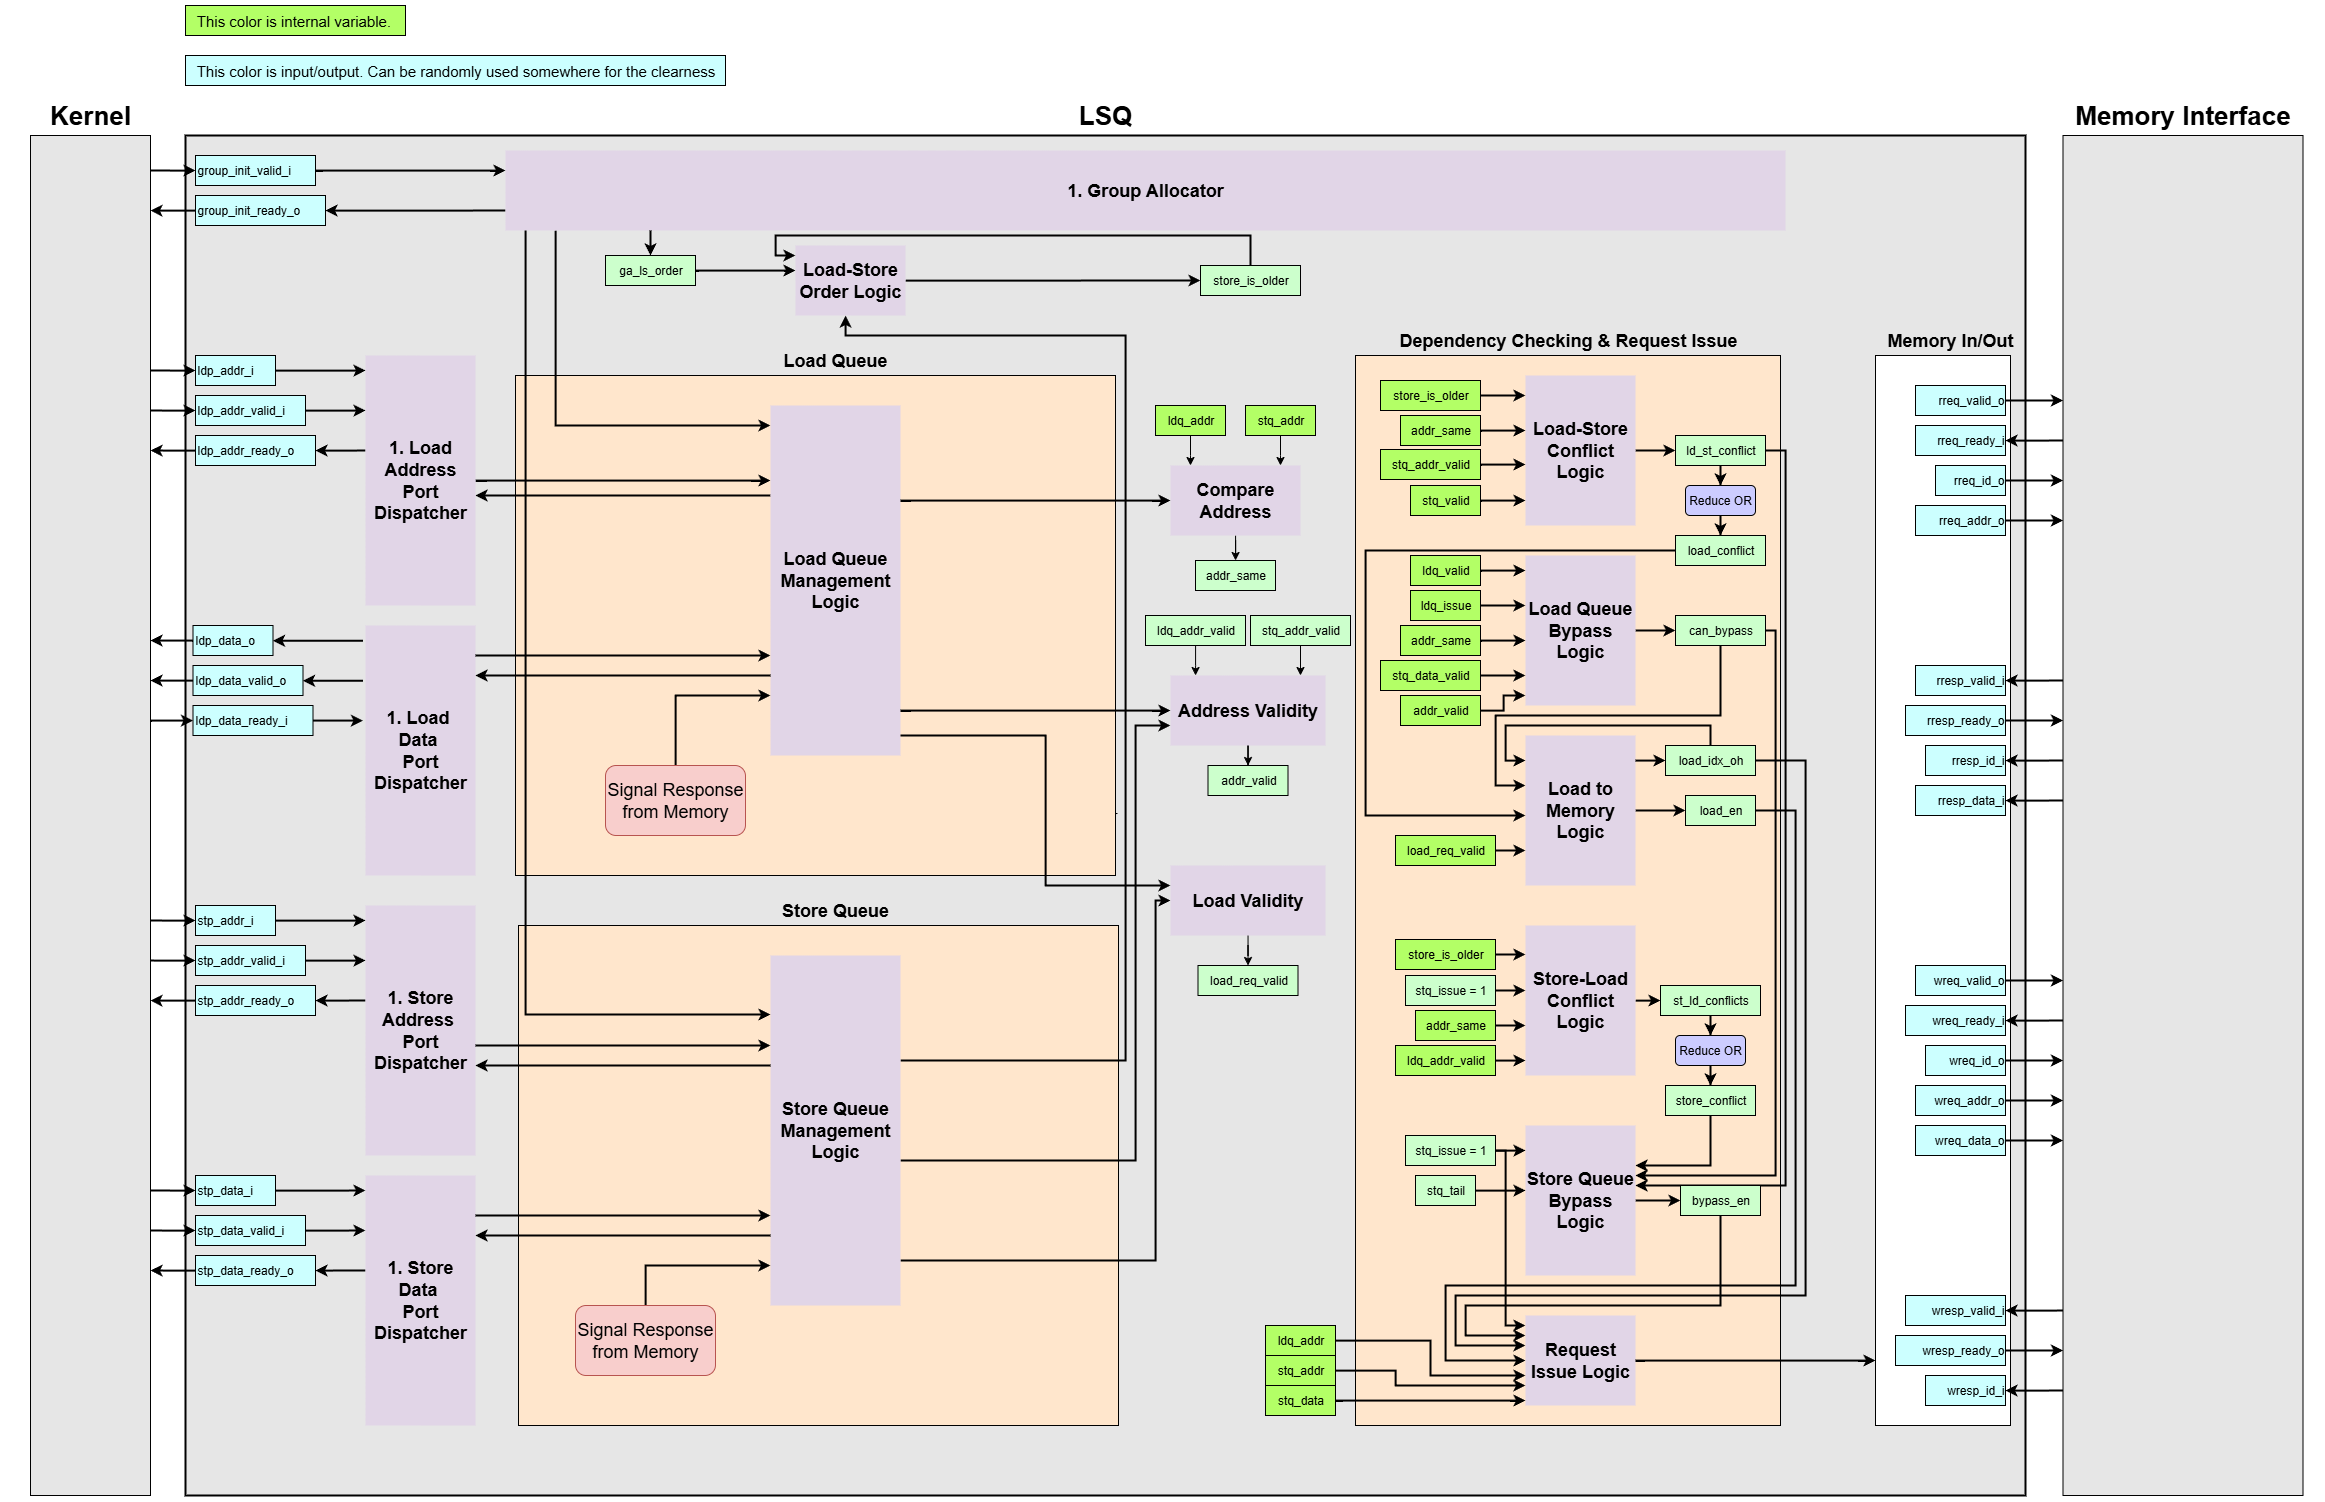 This color is internal variable.
This color is input/output. Can be randomly used somewhere for the clearness
Kernel
LSQ
Memory Interface
group_init_valid_i
group_init_ready_o
1. Group Allocator
ga_ls_order
Load-Store
Order Logic
store_is_older
ldp_addr_i
ldp_addr_valid_i
ldp_addr_ready_o
1. Load
Address
Port
Dispatcher
ldp_data_o
ldp_data_valid_o
ldp_data_ready_i
1. Load
Data
Port
Dispatcher
stp_addr_i
stp_addr_valid_i
stp_addr_ready_o
1. Store
Address
Port
Dispatcher
stp_data_i
stp_data_valid_i
stp_data_ready_o
1. Store
Data
Port
Dispatcher
Load Queue
Load Queue
Management
Logic
Signal Response
from Memory
Store Queue
Store Queue
Management
Logic
Signal Response
from Memory
ldq_addr
stq_addr
Compare
Address
addr_same
ldq_addr_valid
stq_addr_valid
Address Validity
addr_valid
Load Validity
load_req_valid
Dependency Checking & Request Issue
store_is_older
addr_same
stq_addr_valid
stq_valid
Load-Store
Conflict
Logic
ld_st_conflict
Reduce OR
load_conflict
ldq_valid
ldq_issue
addr_same
stq_data_valid
addr_valid
Load Queue
Bypass
Logic
can_bypass
Load to
Memory
Logic
load_idx_oh
load_en
load_req_valid
store_is_older
stq_issue = 1
addr_same
ldq_addr_valid
Store-Load
Conflict
Logic
st_ld_conflicts
Reduce OR
store_conflict
stq_issue = 1
stq_tail
Store Queue
Bypass
Logic
bypass_en
ldq_addr
stq_addr
stq_data
Request
Issue Logic
Memory In/Out
rreq_valid_o
rreq_ready_i
rreq_id_o
rreq_addr_o
rresp_valid_i
rresp_ready_o
rresp_id_i
rresp_data_i
wreq_valid_o
wreq_ready_i
wreq_id_o
wreq_addr_o
wreq_data_o
wresp_valid_i
wresp_ready_o
wresp_id_i